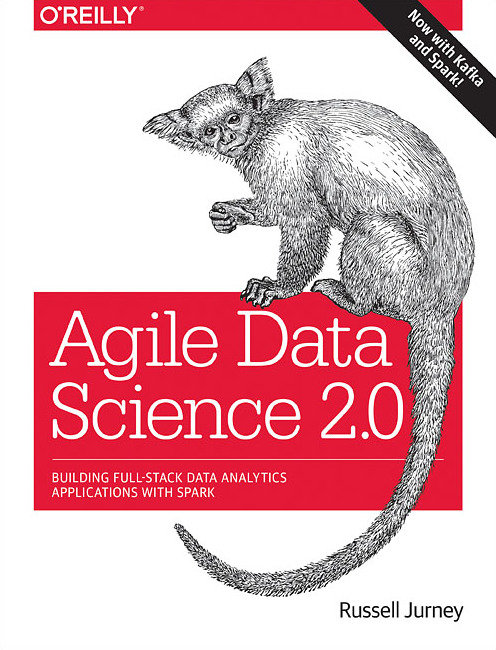 O'REILLY®
Now with Kafka
and Spark!
Agile Data
Science 2.0
BUILDING FULL-STACK DATA ANALYTICS
APPLICATIONS WITH SPARK
Russell Jurney